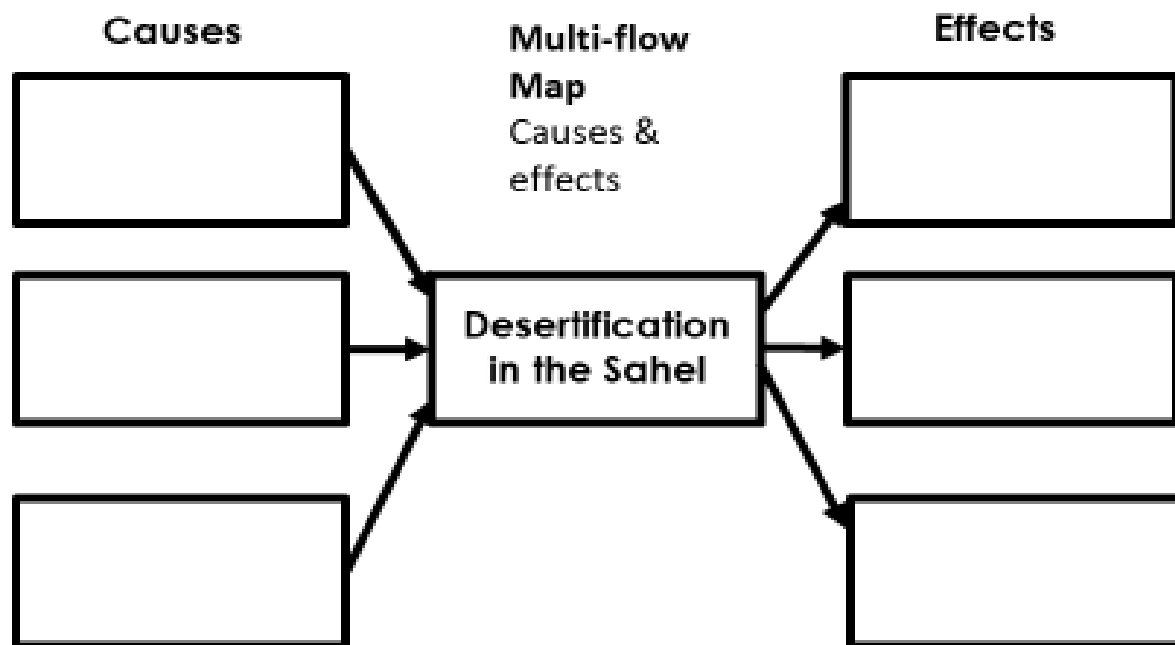 Causes
Multi-flow
Map
Causes &
effects
Effects
Desertification
in the Sahel